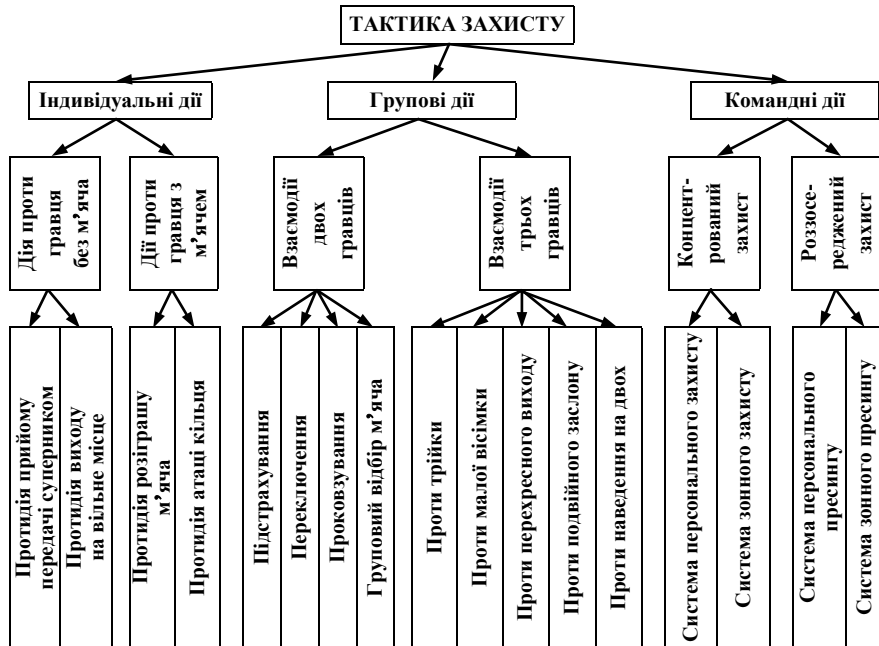 ТАКТИКА ЗАХИСТУ
Індивідуальні дії
Групові дії
Командні дії
Дія проти
гравця
без м’яча
Дії проти
гравця з
м’ячем
Взаємодії
двох
гравців
Взаємодії
трьох
гравців
Концент-
рований
захист
Роззосе-
реджений
захист
Протидія прийому
передачі суперником
Протидія виходу
на вільне місце
Протидія розіграшу
м’яча
Протидія атаці кільця
Підстрахування
Переключення
Проковзування
Груповий відбір м’яча
Проти трійки
Проти малої вісімки
Проти перехресного виходу
Проти подвійного заслону
Проти наведення на двох
Система персонального захисту
Система зонного захисту
Система персонального
пресингу
Система зонного пресингу